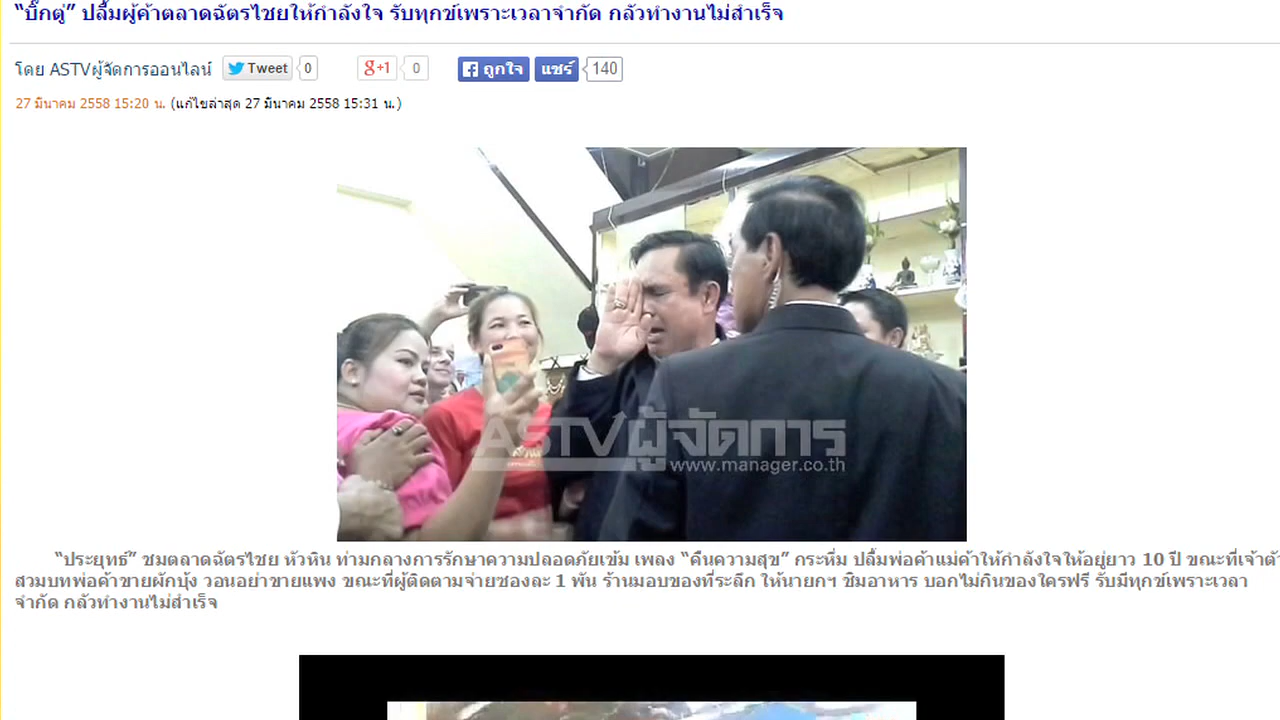 “บิ๊กตู่” ปลื้มผู้ค้าตลาดฉัตรไชยให้กำลังใจ รับทุกข์เพราะเวลาจำกัด กลัวทำงานไม่สำเร็จ
โดย ASTVผู้จัดการออนไลน์ Tweet 0 g+1 0 ถูกใจ แชร์ 140
27 มีนาคม 2558 15:20 น. (แก้ไขล่าสุด 27 มีนาคม 2558 15:31 น.)
ASTVผู้จัดการ
www.manager.co.th
“ประยุทธ์” ชมตลาดฉัตรไชย หัวหิน ท่ามกลางการรักษาความปลอดภัยเข้ม เพลง “คืนความสุข” กระหึ่ม ปลื้มพ่อค้าแม่ค้าให้กำลังใจให้อยู่ยาว 10 ปี ขณะที่เจ้าตัว
สวมบทพ่อค้าขายผักบุ้ง วอนอย่าขายแพง ขณะที่ผู้ติดตามจ่ายซองละ 1 พัน ร้านมอบของที่ระลึก ให้นายกฯ ชิมอาหาร บอกไม่กินของใครฟรี รับมีทุกข์เพราะเวลา
จำกัด กลัวทำงานไม่สำเร็จ